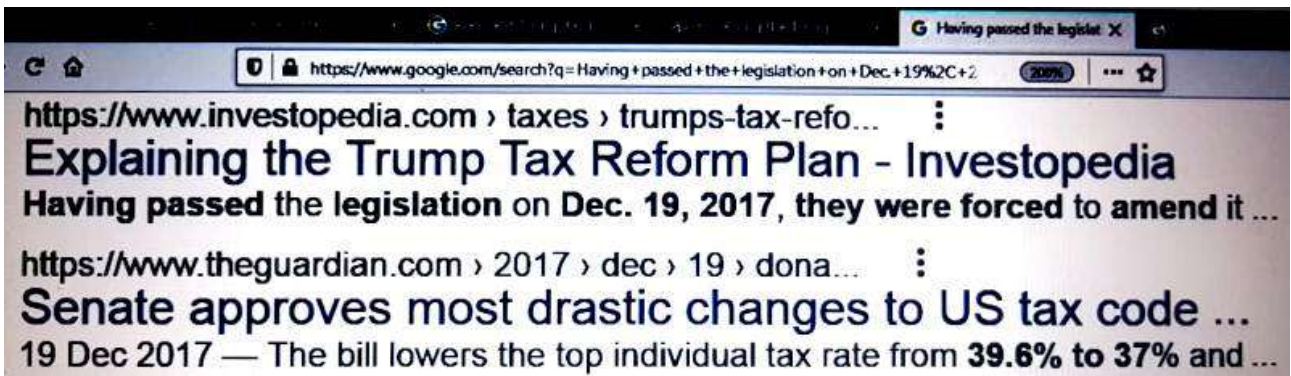 Having passed the legislat
https://www.google.com/search?q=Having+passed+the+legislation+on+Dec.+19%2C+2 200%
https://www.investopedia.com › taxes › trumps-tax-refo...
Explaining the Trump Tax Reform Plan - Investopedia
Having passed the legislation on Dec. 19, 2017, they were forced to amend it ...
https://www.theguardian.com › 2017 › dec › 19 › dona...
Senate approves most drastic changes to US tax code ...
19 Dec 2017 — The bill lowers the top individual tax rate from 39.6% to 37% and ...